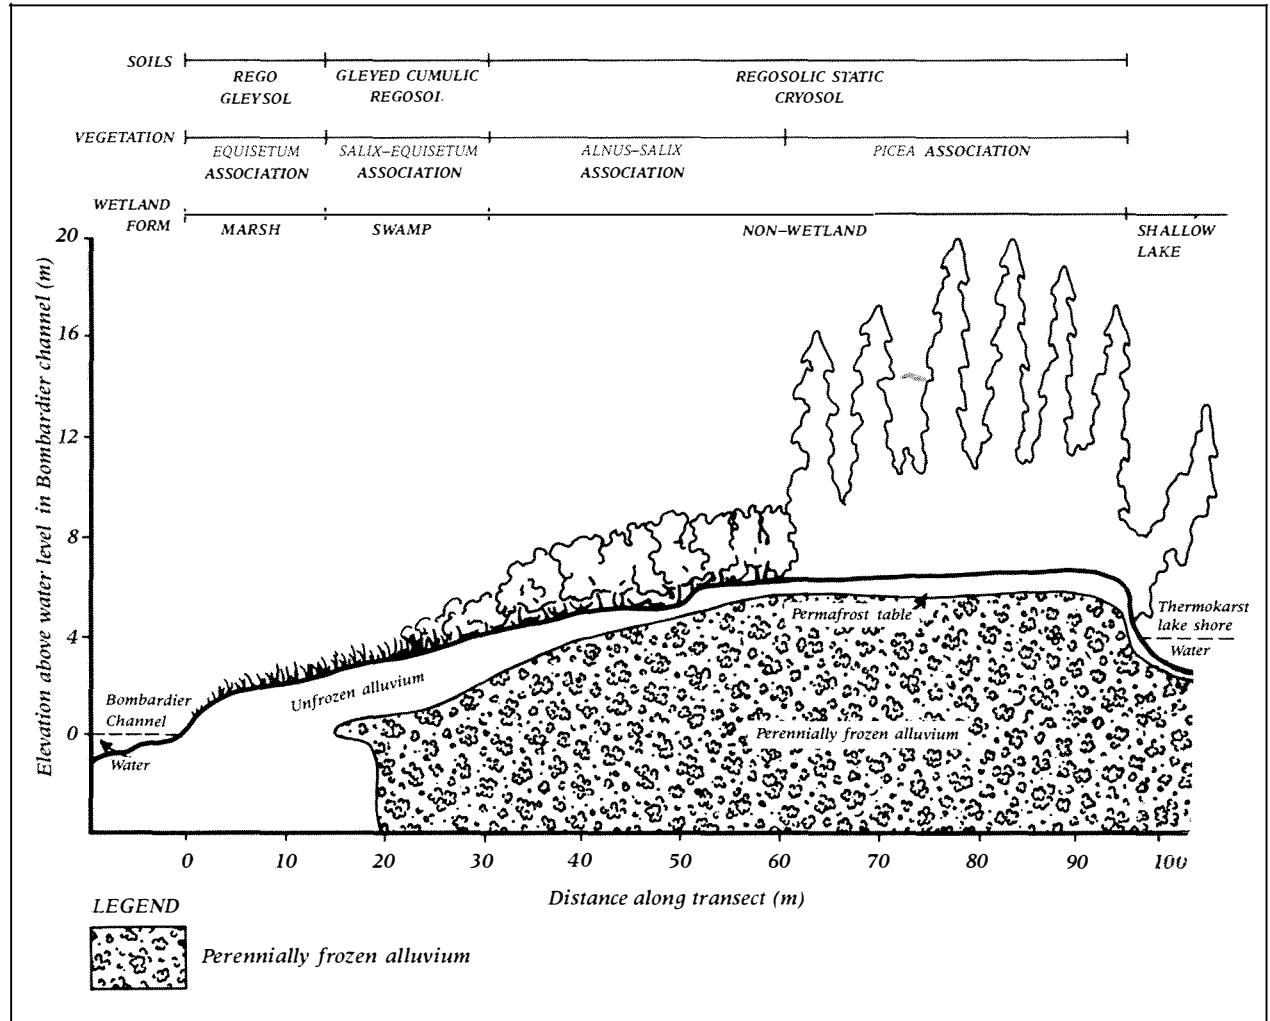 SOILS
REGO GLEYSOL
GLEYED CUMULIC REGOSOL
REGOSOLIC STATIC CRYOSOL
VEGETATION
EQUISETUM ASSOCIATION
SALIX–EQUISETUM ASSOCIATION
ALNUS–SALIX ASSOCIATION
PICEA ASSOCIATION
WETLAND FORM
MARSH
SWAMP
NON–WETLAND
SHALLOW LAKE
Elevation above water level in Bombardier channel (m)
20
16
12
8
4
0
Permafrost table
Thermokarst
lake shore
Water
Unfrozen alluvium
Bombardier
Channel
Water
Perennially frozen alluvium
0 10 20 30 40 50 60 70 80 90 100
Distance along transect (m)
LEGEND
Perennially frozen alluvium